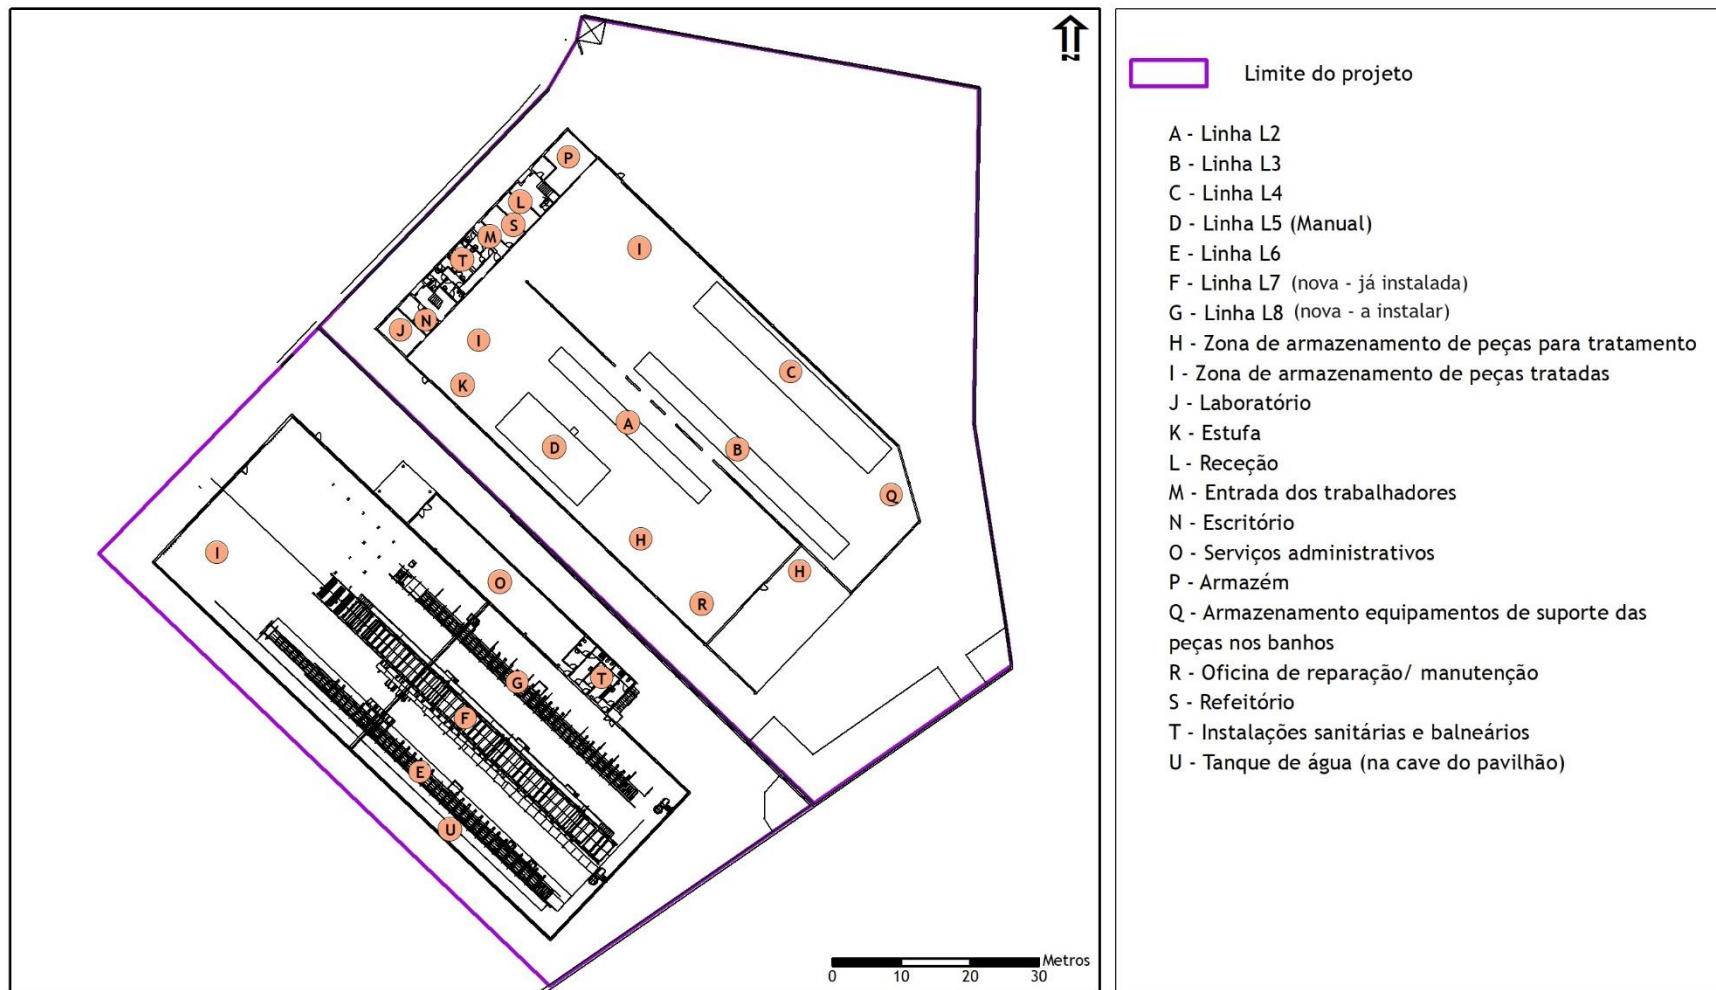 N
P
L
S
M
I
T
J
N
I
K
C
A
B
D
Q
H
H
I
O
R
T
G
F
E
U
Metros
0 10 20 30
Limite do projeto
A - Linha L2
B - Linha L3
C - Linha L4
D - Linha L5 (Manual)
E - Linha L6
F - Linha L7 (nova - já instalada)
G - Linha L8 (nova - a instalar)
H - Zona de armazenamento de peças para tratamento
I - Zona de armazenamento de peças tratadas
J - Laboratório
K - Estufa
L - Receção
M - Entrada dos trabalhadores
N - Escritório
O - Serviços administrativos
P - Armazém
Q - Armazenamento equipamentos de suporte das
peças nos banhos
R - Oficina de reparação/ manutenção
S - Refeitório
T - Instalações sanitárias e balneários
U - Tanque de água (na cave do pavilhão)